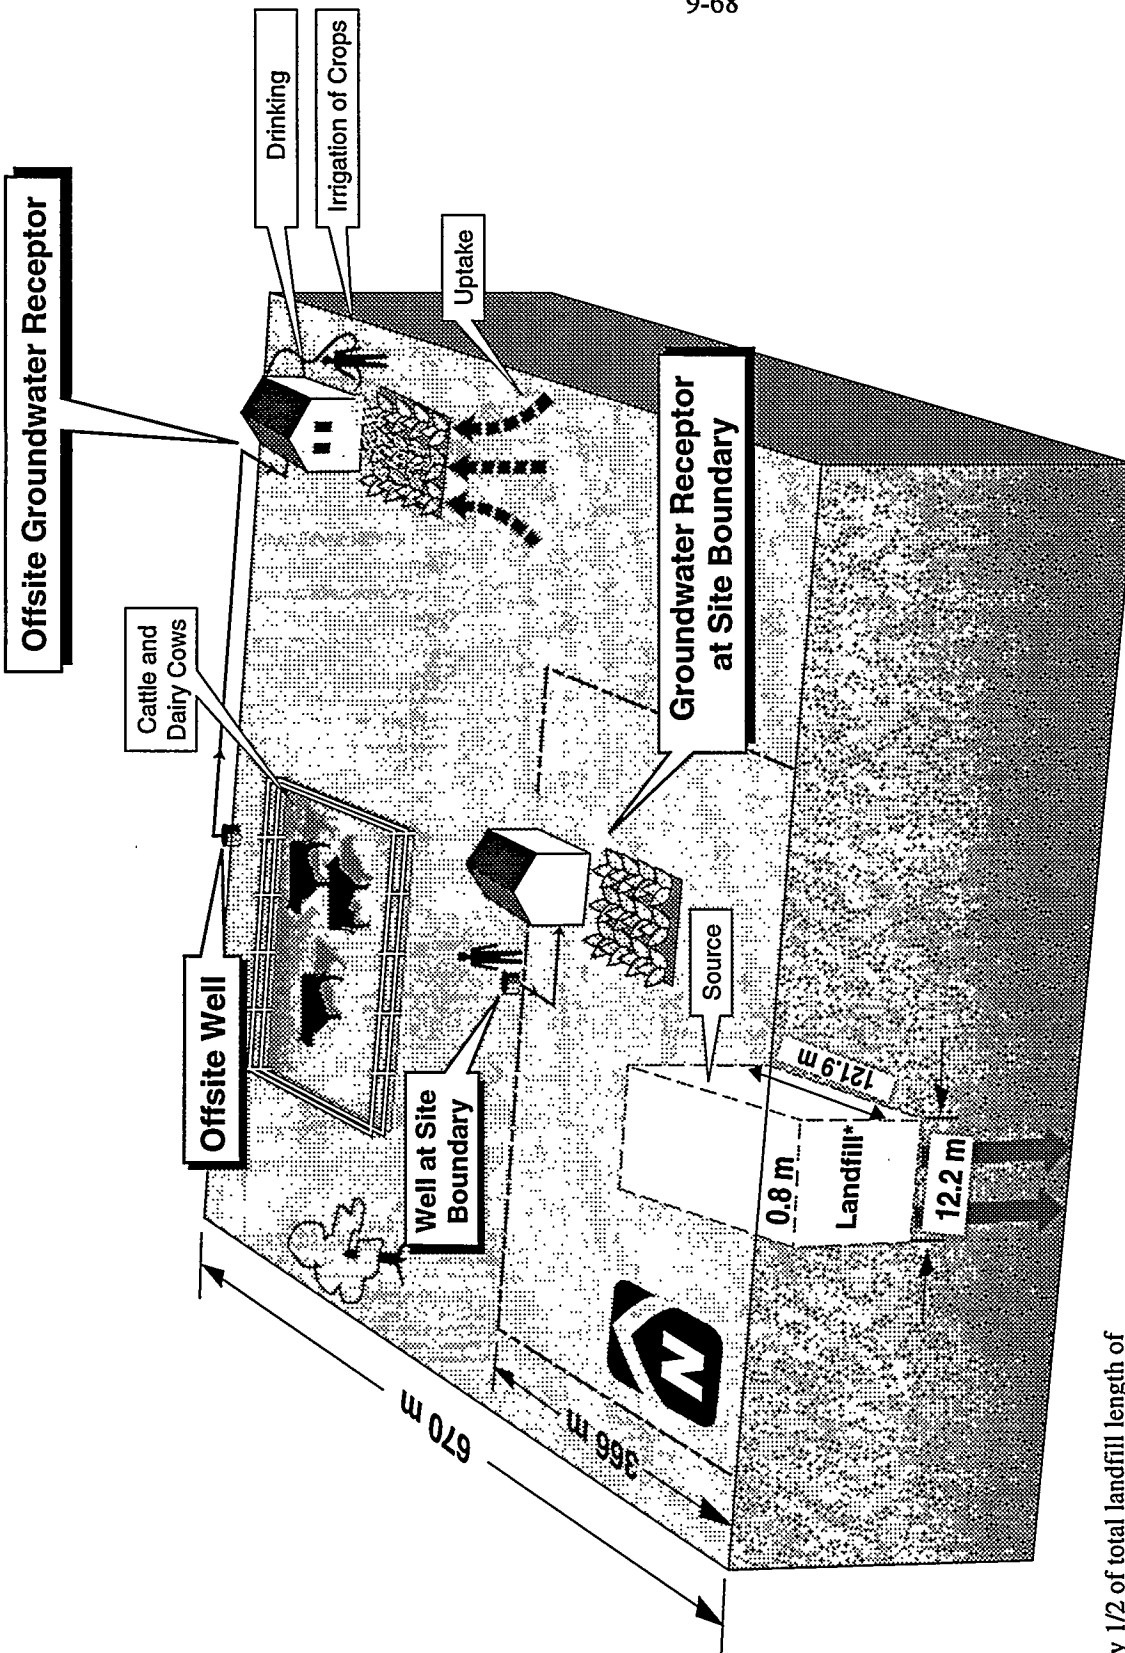 9-68
Offsite Groundwater Receptor
Drinking
Irrigation of Crops
Cattle and
Dairy Cows
Offsite Well
Uptake
Well at Site
Boundary
Groundwater Receptor
at Site Boundary
Source
670 m
366 m
N
0.8 m
121.9 m
Landfill*
12.2 m
1/2 of total landfill length of